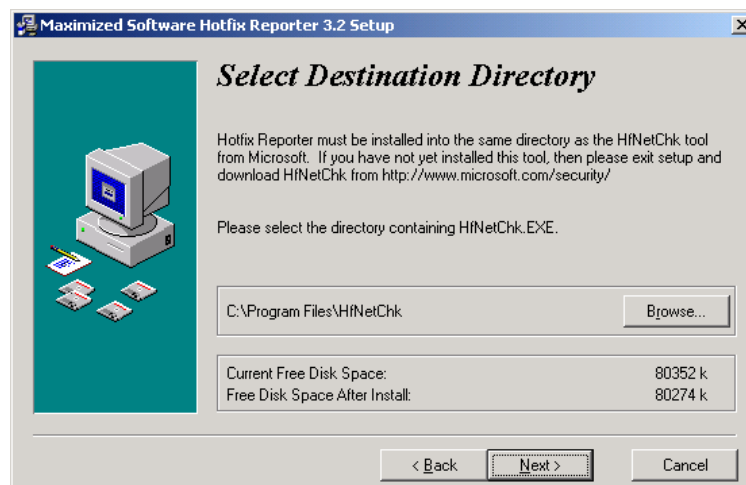 Maximized Software Hotfix Reporter 3.2 Setup
Select Destination Directory
Hotfix Reporter must be installed into the same directory as the HfNetChk tool
from Microsoft. If you have not yet installed this tool, then please exit setup and
download HfNetChk from http://www.microsoft.com/security/
Please select the directory containing HfNetChk.EXE.
C:\Program Files\HfNetChk
Browse...
Current Free Disk Space: 80352 k
Free Disk Space After Install: 80274 k
< Back
Next >
Cancel